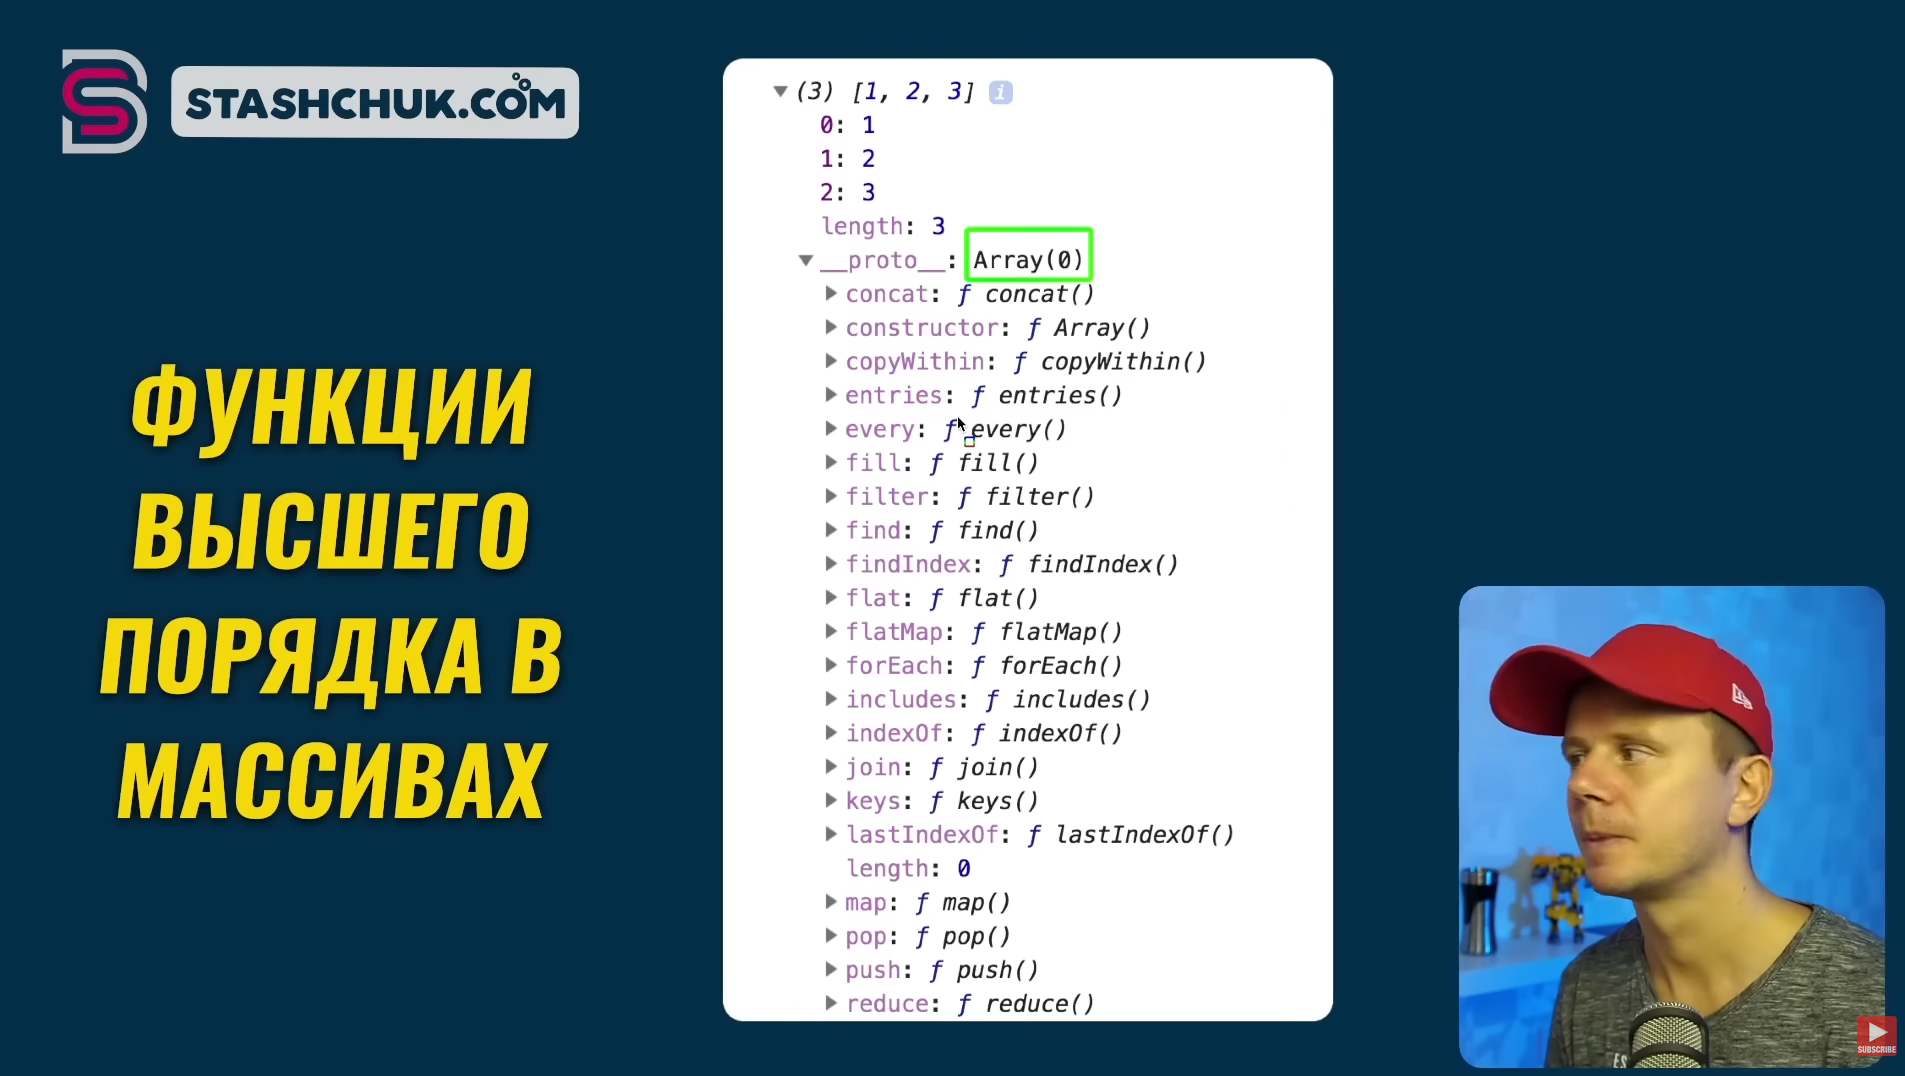 STASHCHUK.COM
ФУНКЦИИ
ВЫСШЕГО
ПОРЯДКА В
МАССИВАХ
(3) [1, 2, 3] i
0: 1
1: 2
2: 3
length: 3
__proto__: Array(0)
concat: ƒ concat()
constructor: ƒ Array()
copyWithin: ƒ copyWithin()
entries: ƒ entries()
every: ƒ every()
fill: ƒ fill()
filter: ƒ filter()
find: ƒ find()
findIndex: ƒ findIndex()
flat: ƒ flat()
flatMap: ƒ flatMap()
forEach: ƒ forEach()
includes: ƒ includes()
indexOf: ƒ indexOf()
join: ƒ join()
keys: ƒ keys()
lastIndexOf: ƒ lastIndexOf()
length: 0
map: ƒ map()
pop: ƒ pop()
push: ƒ push()
reduce: ƒ reduce()
SUBSCRIBE